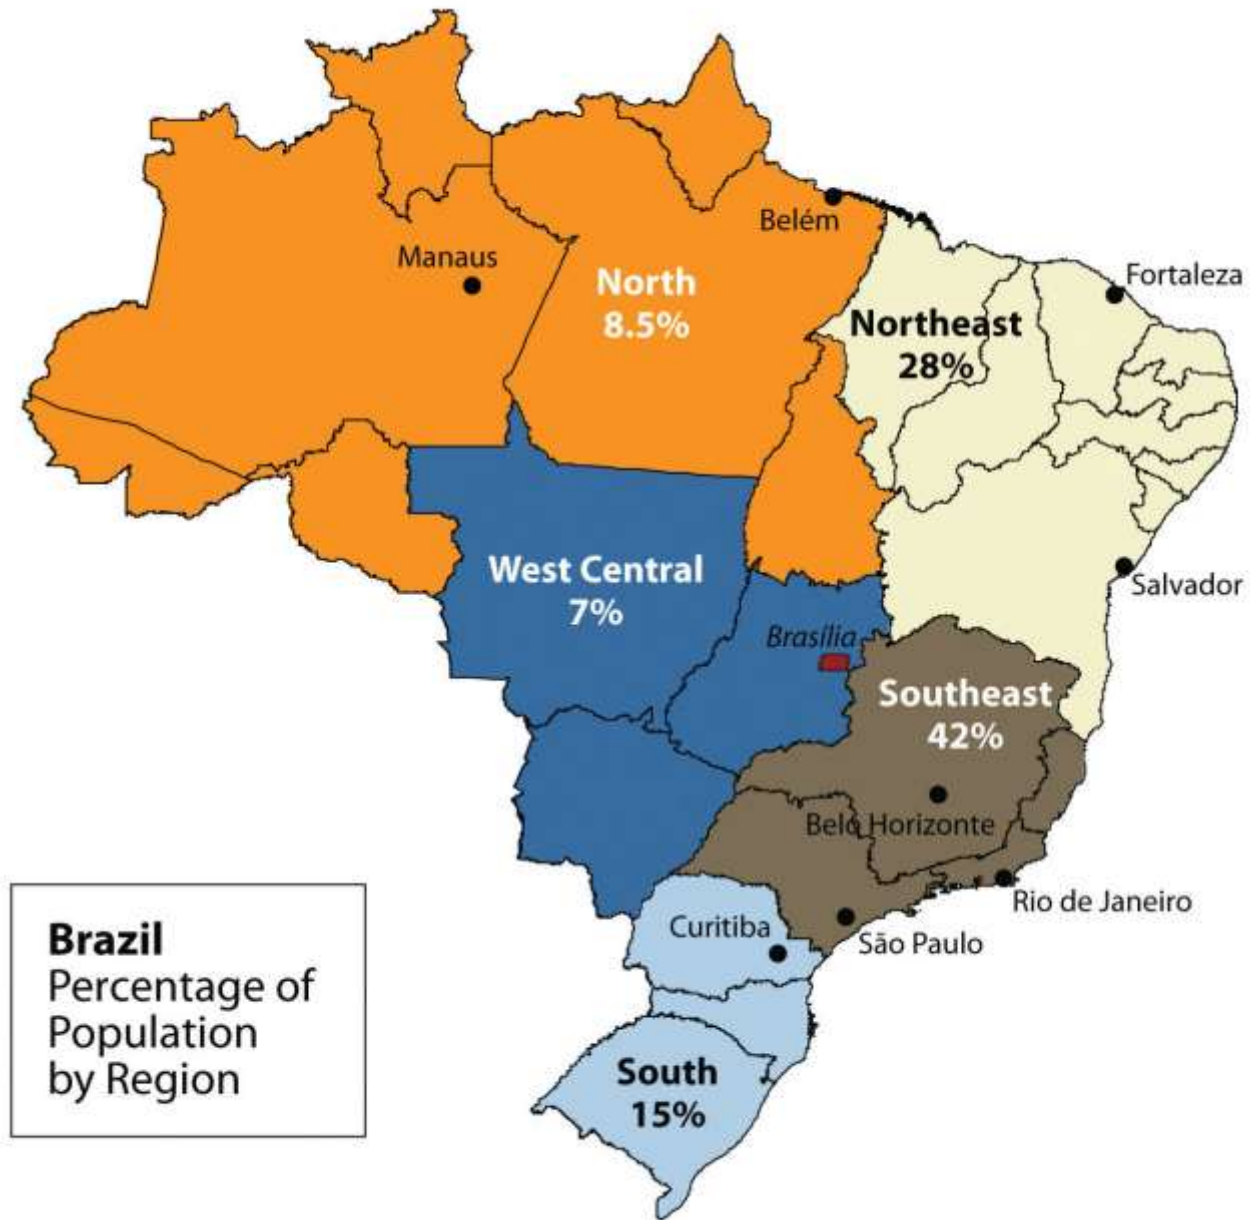 Belém
Manaus
Fortaleza
North
8.5%
Northeast
28%
West Central
7%
Salvador
Brasília
Southeast
42%
Belo Horizonte
Rio de Janeiro
Curitiba
São Paulo
Brazil
Percentage of
Population
by Region
South
15%